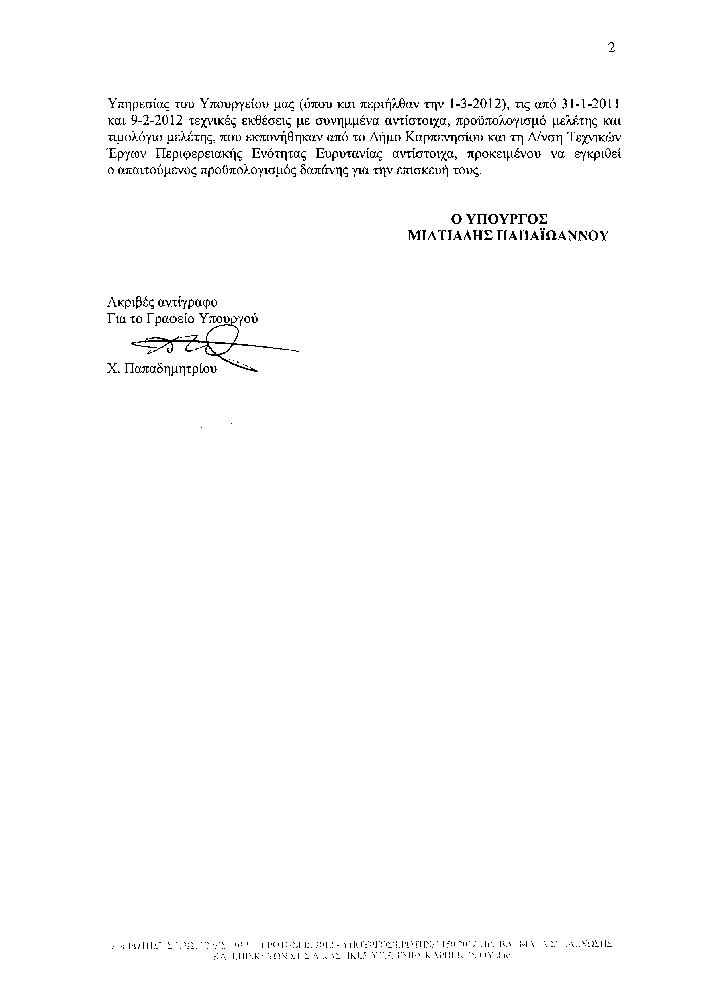 2
Υπηρεσίας του Υπουργείου μας (όπου και περιήλθαν την 1-3-2012), τις από 31-1-2011
και 9-2-2012 τεχνικές εκθέσεις με συνημμένα αντίστοιχα, προϋπολογισμό μελέτης και
τιμολόγιο μελέτης, που εκπονήθηκαν από το Δήμο Καρπενησίου και τη Δ/νση Τεχνικών
Έργων Περιφερειακής Ενότητας Ευρυτανίας αντίστοιχα, προκειμένου να εγκριθεί
ο απαιτούμενος προϋπολογισμός δαπάνης για την επισκευή τους.
Ο ΥΠΟΥΡΓΟΣ
ΜΙΛΤΙΑΔΗΣ ΠΑΠΑΪΩΑΝΝΟΥ
Ακριβές αντίγραφο
Για το Γραφείο Υπουργού
Χ. Παπαδημητρίου
Ζ:\ΕΡΩΤΗΣΕΙΣ\ΕΡΩΤΗΣΕΙΣ 2012\1. ΕΡΩΤΗΣΕΙΣ 2012 - ΥΠΟΥΡΓΟΣ\ΕΡΩΤΗΣΗ 150 2012 ΠΡΟΒΛΗΜΑΤΑ ΣΤΕΛΕΧΩΣΗΣ
ΚΑΙ ΕΠΙΣΚΕΥΩΝ ΣΤΙΣ ΔΙΚΑΣΤΙΚΕΣ ΥΠΗΡΕΣΙΕΣ ΚΑΡΠΕΝΗΣΙΟΥ.doc